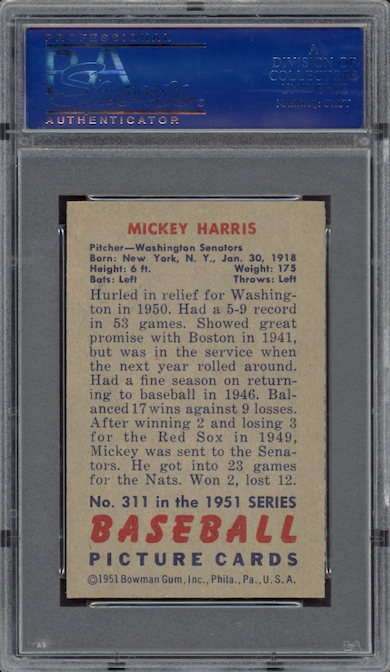 PROFESSIONAL
PSA
AUTHENTICATOR
A
DIVISION OF
COLLECTORS
UNIVERSE
NASDAQ: CLCT
MICKEY HARRIS
Pitcher—Washington Senators
Born: New York, N. Y., Jan. 30, 1918
Height: 6 ft. Weight: 175
Bats: Left Throws: Left
Hurled in relief for Washing-
ton in 1950. Had a 5-9 record
in 53 games. Showed great
promise with Boston in 1941,
but was in the service when
the next year rolled around.
Had a fine season on return-
ing to baseball in 1946. Bal-
anced 17 wins against 9 losses.
After winning 2 and losing 3
for the Red Sox in 1949,
Mickey was sent to the Sena-
tors. He got into 23 games
for the Nats. Won 2, lost 12.
No. 311 in the 1951 SERIES
BASEBALL
PICTURE CARDS
©1951 Bowman Gum, Inc., Phila., Pa., U. S. A.